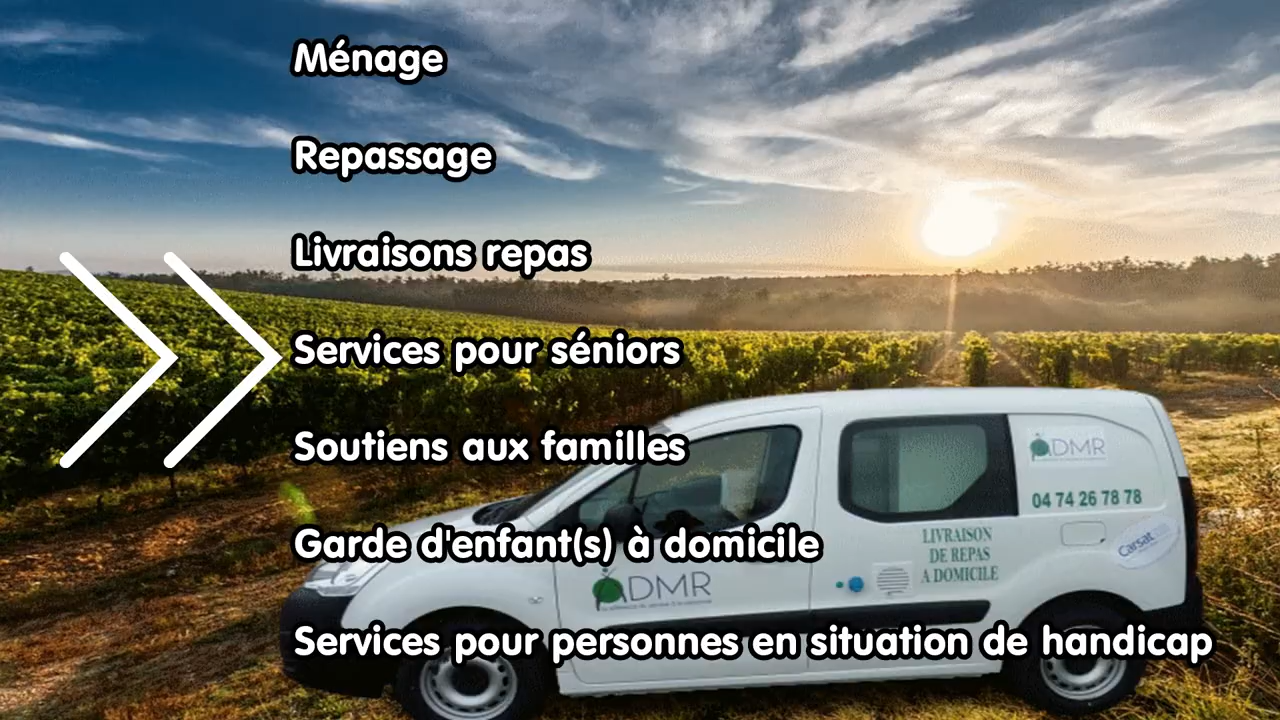 Ménage
Repassage
Livraisons repas
Services pour séniors
Soutiens aux familles
Garde d'enfant(s) à domicile
Services pour personnes en situation de handicap
ADMR
04 74 26 78 78
LIVRAISON
DE REPAS
A DOMICILE
Carsat
ADMR